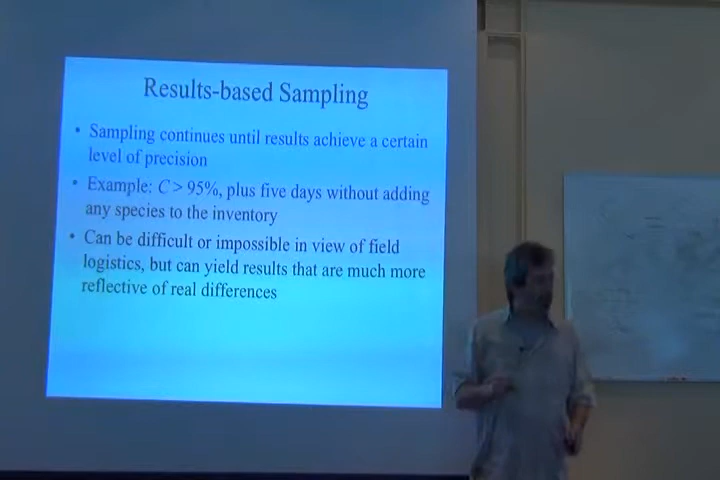 Results-based Sampling
• Sampling continues until results achieve a certain
level of precision
• Example: C > 95%, plus five days without adding
any species to the inventory
• Can be difficult or impossible in view of field
logistics, but can yield results that are much more
reflective of real differences